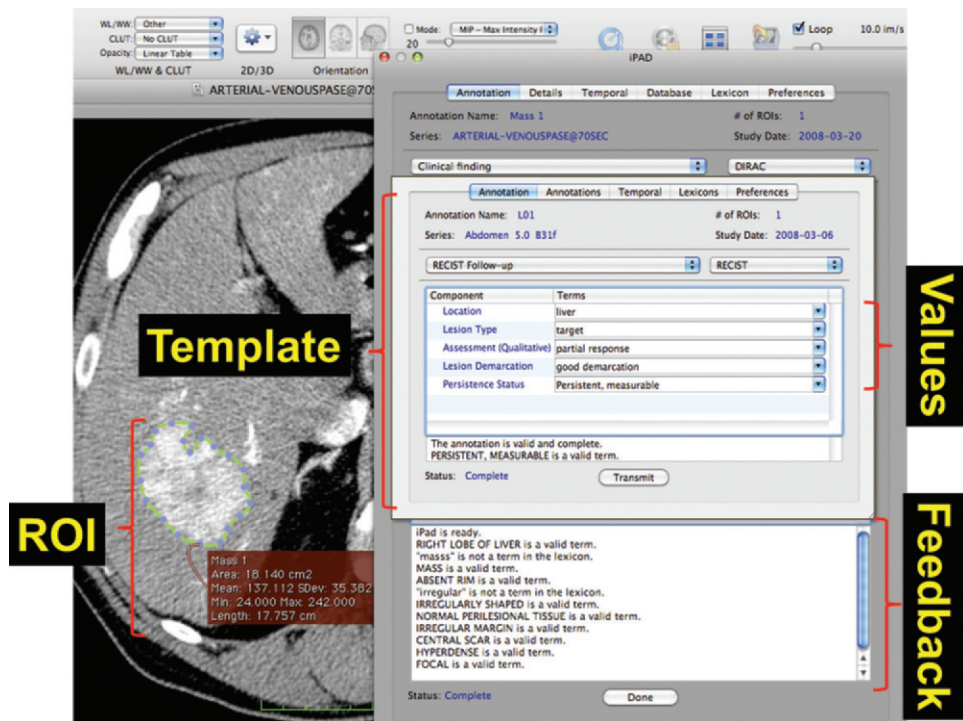 WL/WW: Other
CLUT: No CLUT
Opacity: Linear Table
WL/WW & CLUT
2D/3D
Orientation
Mode: MIP - Max Intensity
20
Loop
10.0 im/s
ARTERIAL-VENOUSPASE@70S
iPAD
Annotation Details Temporal Database Lexicon Preferences
Annotation Name: Mass 1
# of ROIs: 1
Series: ARTERIAL-VENOUSPASE@70SEC
Study Date: 2008-03-20
Clinical finding
DIRAC
Annotation Annotations Temporal Lexicons Preferences
Annotation Name: L01
# of ROIs: 1
Series: Abdomen 5.0 B31f
Study Date: 2008-03-06
RECIST Follow-up
RECIST
Component Terms
Location liver
Lesion Type target
Assessment (Qualitative) partial response
Lesion Demarcation good demarcation
Persistence Status Persistent, measurable
The annotation is valid and complete.
PERSISTENT, MEASURABLE is a valid term.
Status: Complete
Transmit
Template
Values
ROI
Mass 1
Area: 18.140 cm2
Mean: 137.112 SDev: 35.382
Min: 24.000 Max: 242.000
Length: 17.757 cm
iPad is ready.
RIGHT LOBE OF LIVER is a valid term.
"masss" is not a term in the lexicon.
MASS is a valid term.
ABSENT RIM is a valid term.
"irregular" is not a term in the lexicon.
IRREGULARLY SHAPED is a valid term.
NORMAL PERILESIONAL TISSUE is a valid term.
IRREGULAR MARGIN is a valid term.
CENTRAL SCAR is a valid term.
HYPERDENSE is a valid term.
FOCAL is a valid term.
Status: Complete
Done
Feedback